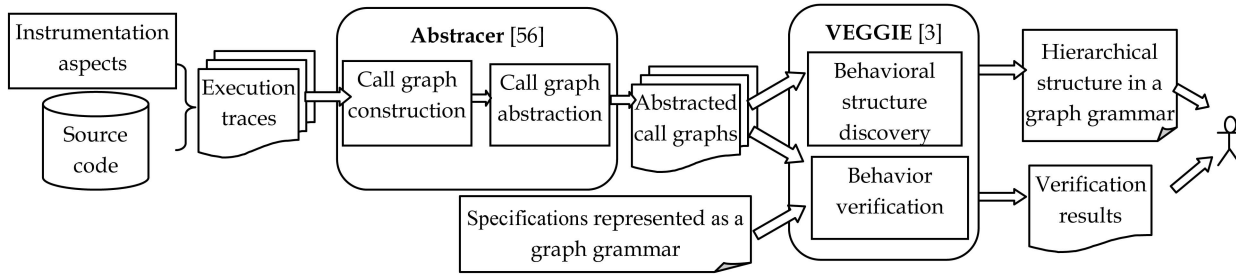 Instrumentation
aspects
Source
code
Execution
traces
Abstracer [56]
Call graph
construction
Call graph
abstraction
Abstracted
call graphs
Specifications represented as a
graph grammar
VEGGIE [3]
Behavioral
structure
discovery
Behavior
verification
Hierarchical
structure in a
graph grammar
Verification
results